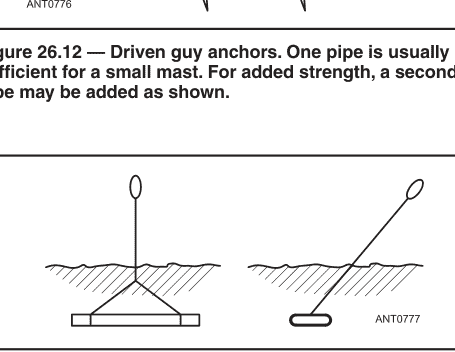 ANT0776
gure 26.12 — Driven guy anchors. One pipe is usually
fficient for a small mast. For added strength, a second
pe may be added as shown.
ANT0777